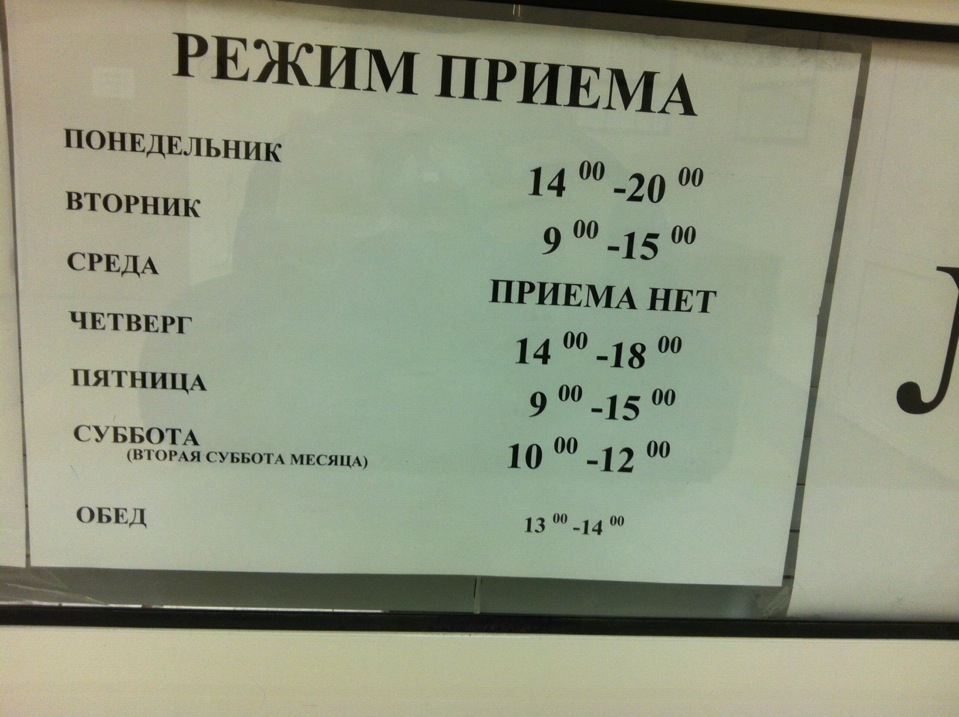 РЕЖИМ ПРИЕМА
ПОНЕДЕЛЬНИК 14 00 -20 00
ВТОРНИК 9 00 -15 00
СРЕДА ПРИЕМА НЕТ
ЧЕТВЕРГ 14 00 -18 00
ПЯТНИЦА 9 00 -15 00
СУББОТА 10 00 -12 00
(ВТОРАЯ СУББОТА МЕСЯЦА)
ОБЕД 13 00 -14 00